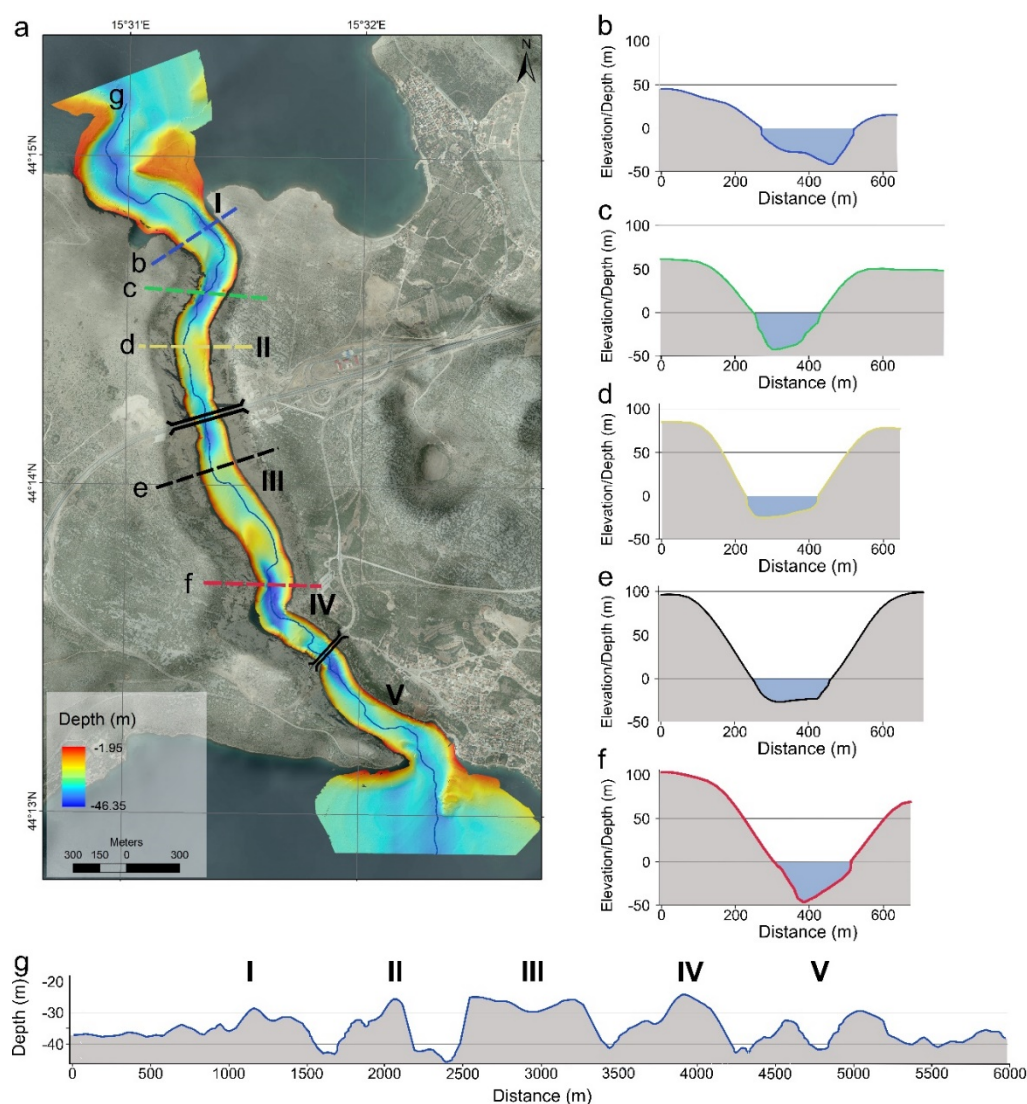 a
15°31'E 15°32'E
N
g
44°15'N
I
b
c
d
II
44°14'N
e
III
f
IV
V
44°13'N
Depth (m)
-1.95
-46.35
Meters
300 150 0 300
b
100
50
0
-50
0 200 400 600
Elevation/Depth (m)
Distance (m)
c
100
50
0
-50
0 200 400 600
Elevation/Depth (m)
Distance (m)
d
100
50
0
-50
0 200 400 600
Elevation/Depth (m)
Distance (m)
e
100
50
0
-50
0 200 400 600
Elevation/Depth (m)
Distance (m)
f
100
50
0
-50
0 200 400 600
Elevation/Depth (m)
Distance (m)
g
I II III IV V
-20
-30
-40
Depth (m)
0 500 1000 1500 2000 2500 3000 3500 4000 4500 5000 5500 6000
Distance (m)